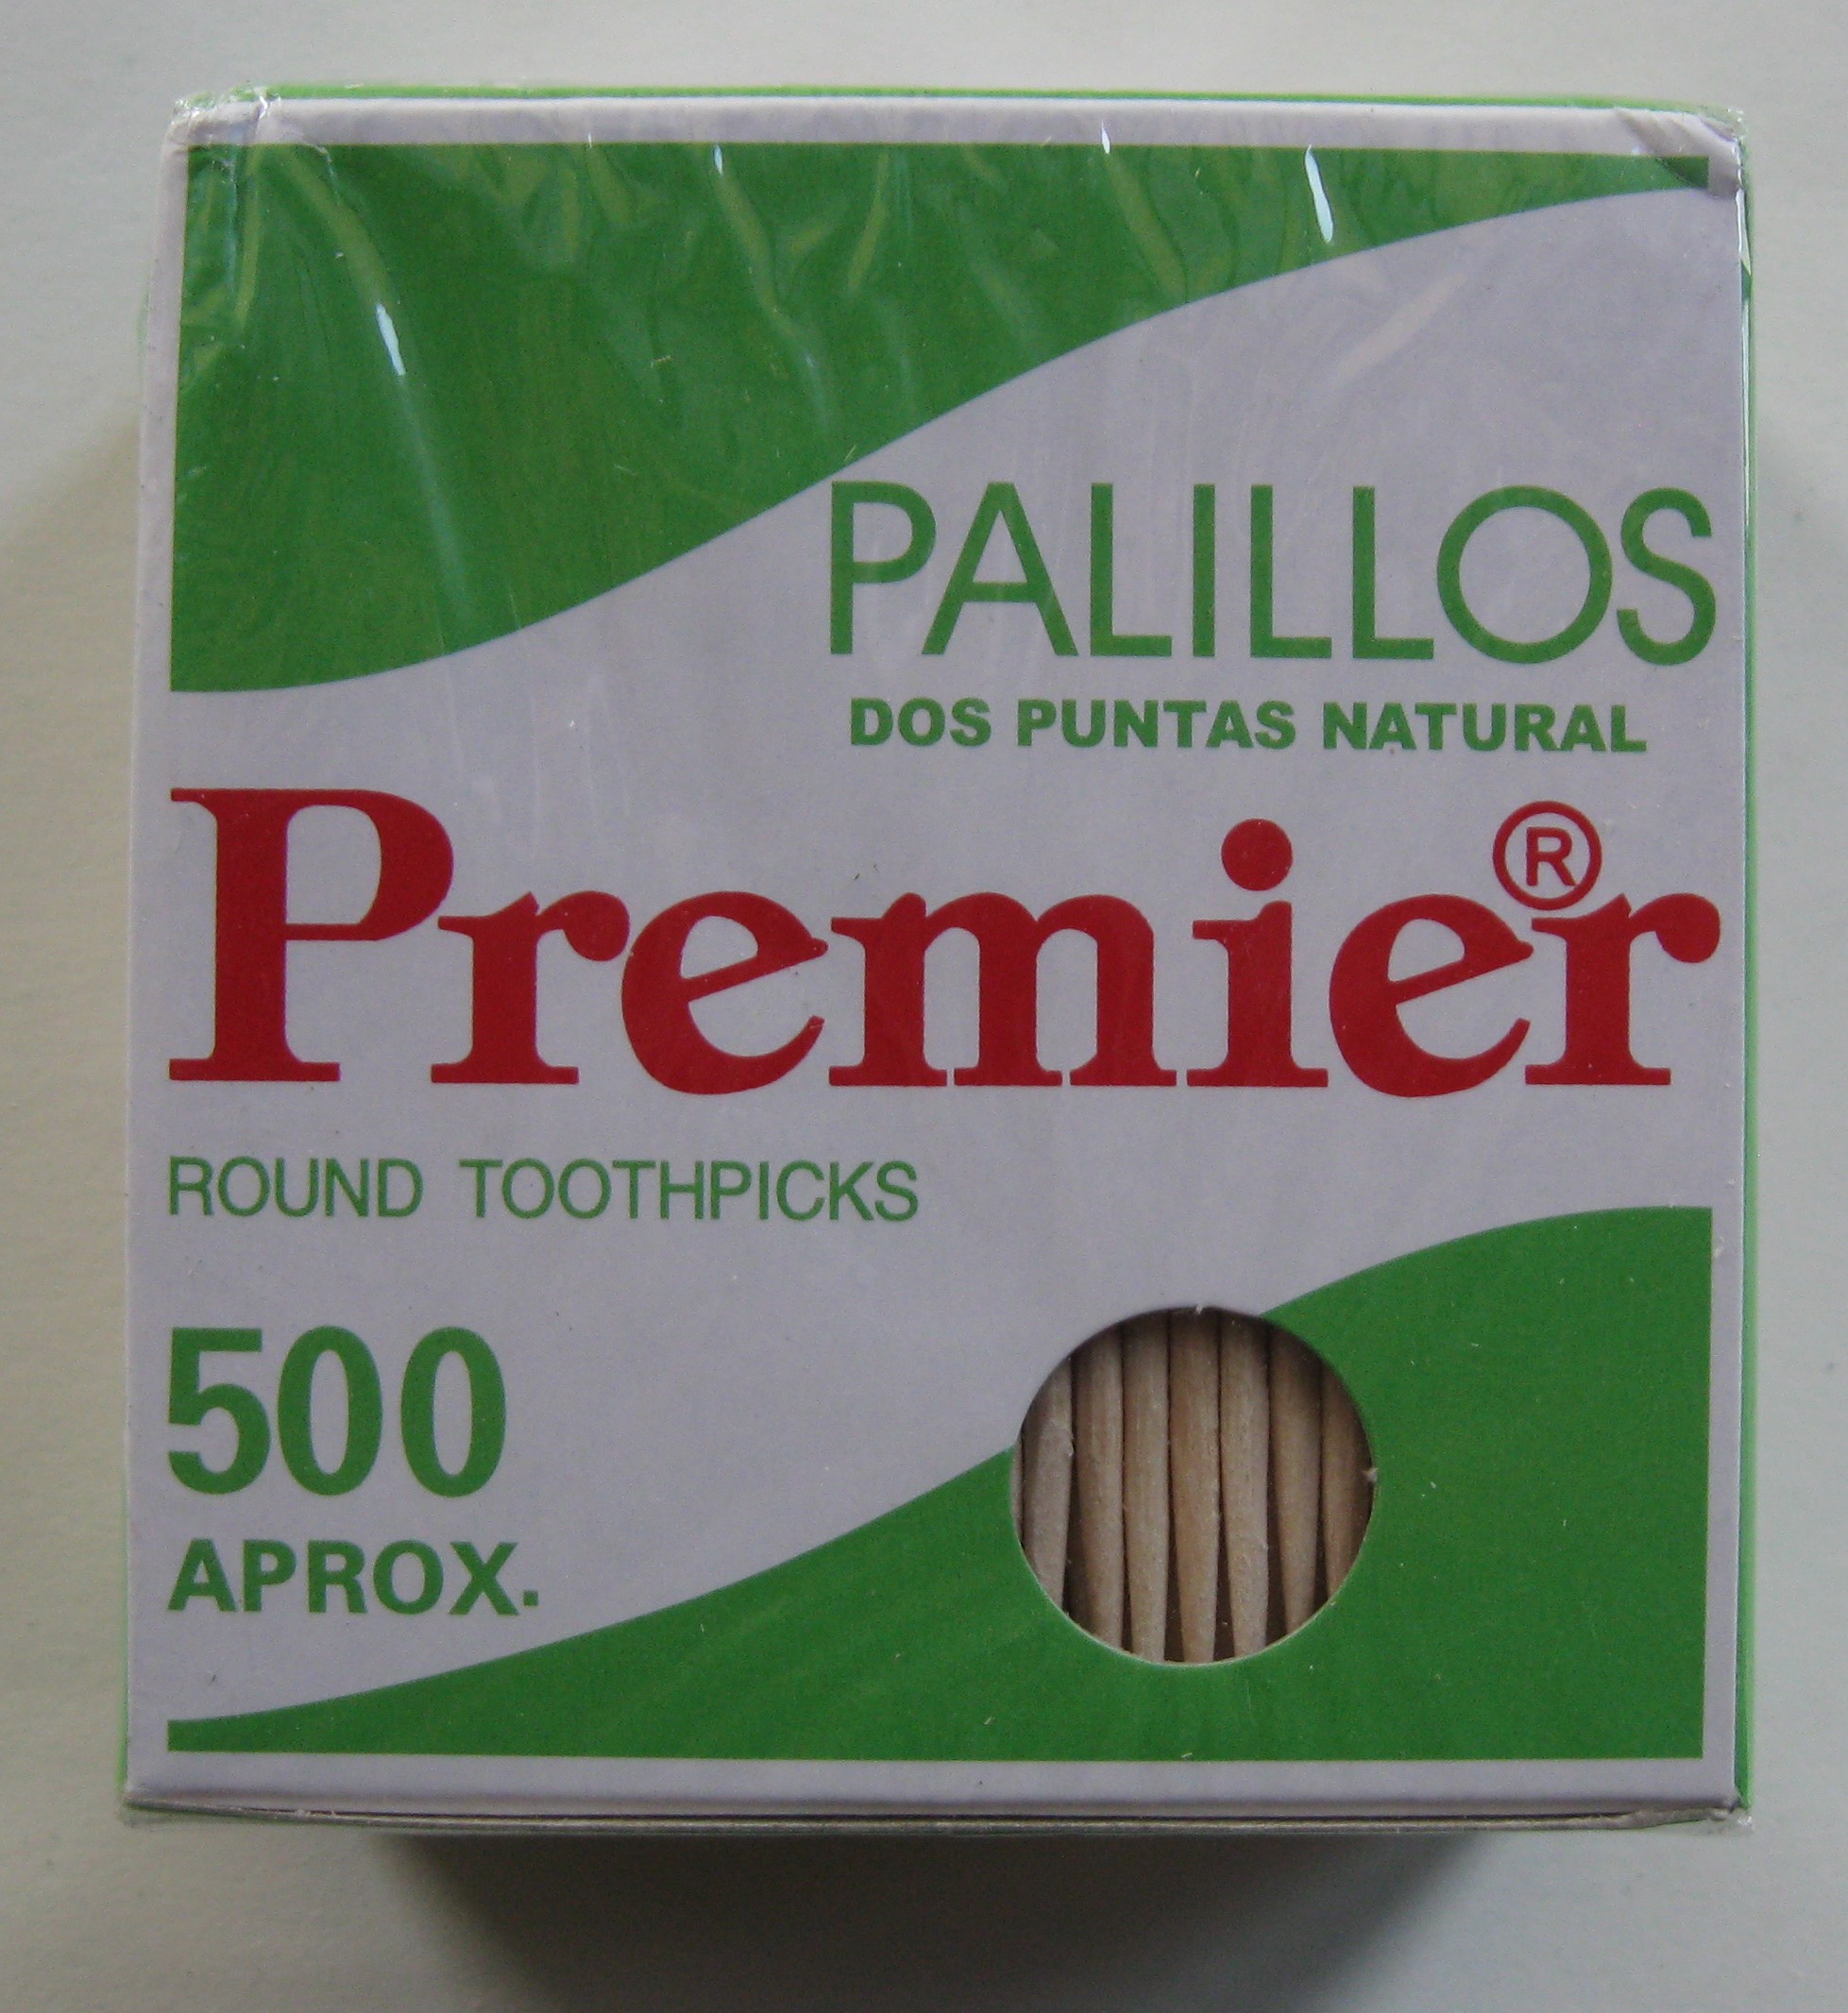 PALILLOS
DOS PUNTAS NATURAL
Premier®
ROUND TOOTHPICKS
500
APROX.